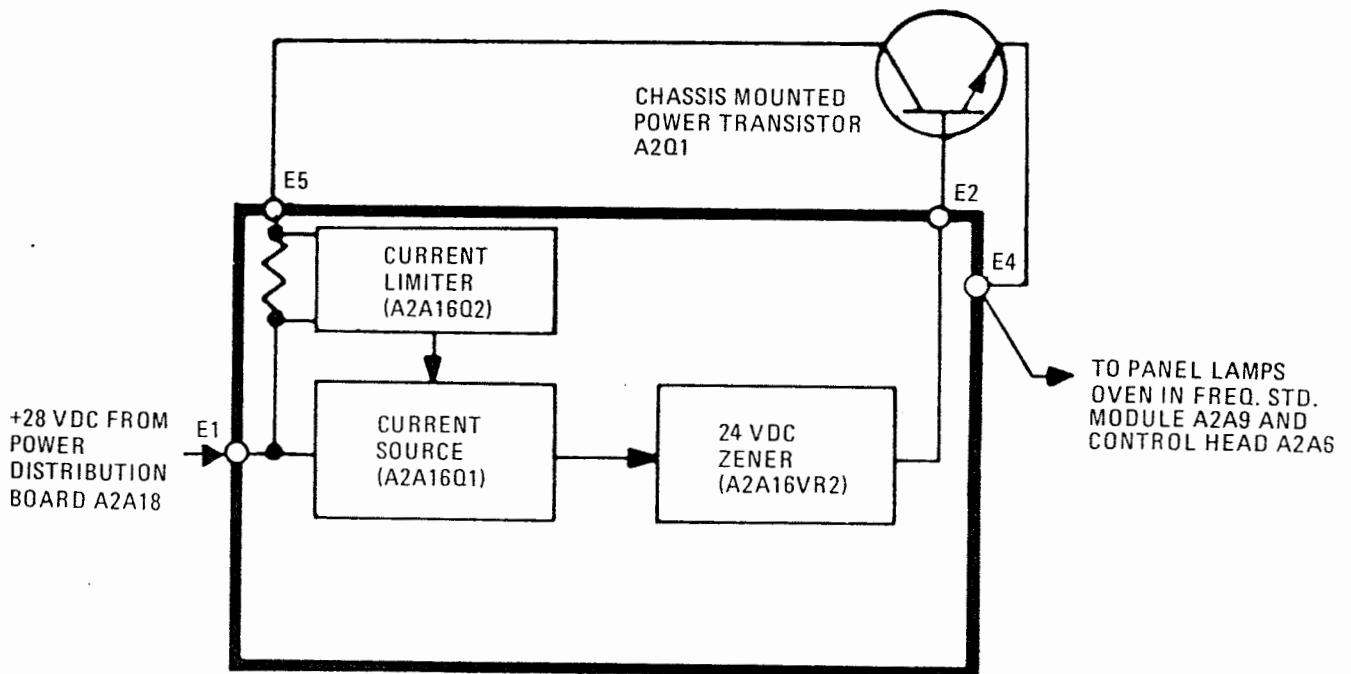 CHASSIS MOUNTED
POWER TRANSISTOR
A2Q1
E5
E2
E4
CURRENT
LIMITER
(A2A16Q2)
TO PANEL LAMPS
OVEN IN FREQ. STD.
MODULE A2A9 AND
CONTROL HEAD A2A6
+28 VDC FROM
POWER
DISTRIBUTION
BOARD A2A18
E1
CURRENT
SOURCE
(A2A16Q1)
24 VDC
ZENER
(A2A16VR2)